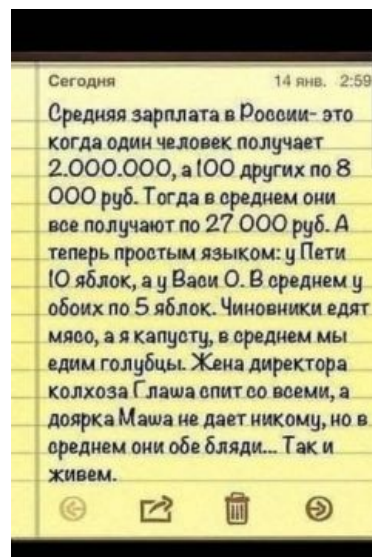 Сегодня 14 янв. 2:59
Средняя зарплата в России- это
когда один человек получает
2.000.000, а 100 других по 8
000 руб. Тогда в среднем они
все получают по 27 000 руб. А
теперь простым языком: у Пети
10 яблок, а у Васи 0. В среднем у
обоих по 5 яблок. Чиновники едят
мясо, а я капусту, в среднем мы
едим голубцы. Жена директора
колхоза Глаша спит со всеми, а
доярка Маша не дает никому, но в
среднем они обе бляди... Так и
живем.